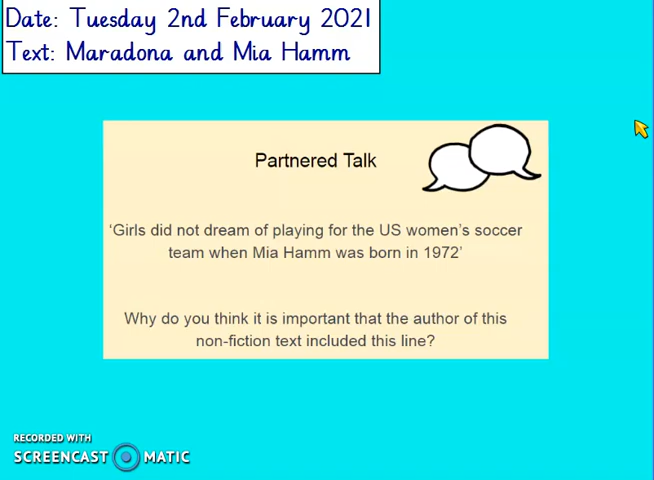 Date: Tuesday 2nd February 2021
Text: Maradona and Mia Hamm
Partnered Talk
‘Girls did not dream of playing for the US women’s soccer
team when Mia Hamm was born in 1972’
Why do you think it is important that the author of this
non-fiction text included this line?
RECORDED WITH
SCREENCAST MATIC